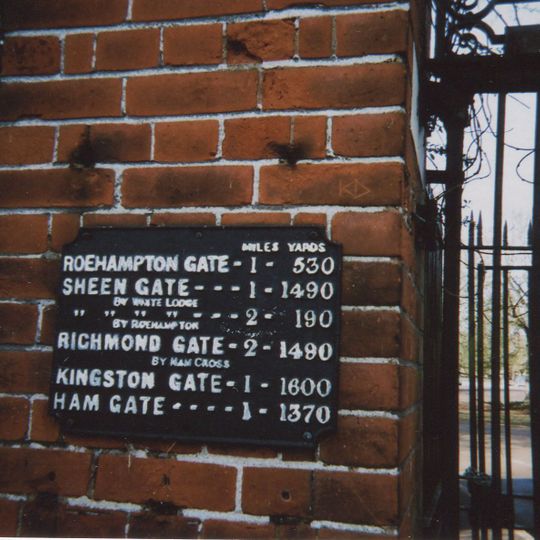 MILES YARDS
ROEHAMPTON GATE - 1 - 530
SHEEN GATE - - - 1 - 1490
BY WHITE LODGE
" " " " - - - 2 - 190
BY ROEHAMPTON
RICHMOND GATE - 2 - 1490
BY HAM CROSS
KINGSTON GATE - 1 - 1600
HAM GATE - - - - 1 - 1370
KD